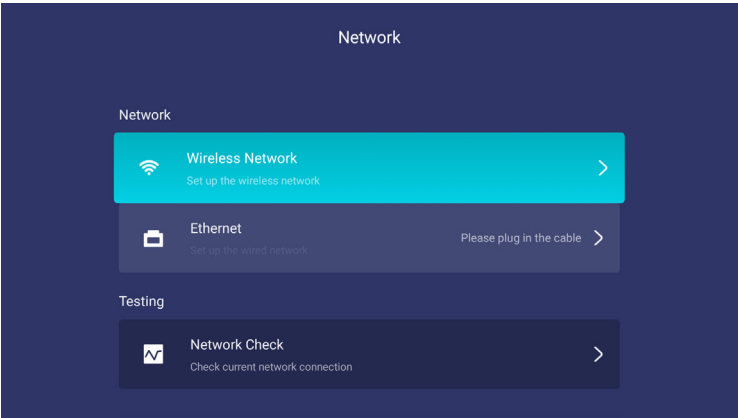 Network
Network
Wireless Network
Set up the wireless network
Ethernet
Set up the wired network
Please plug in the cable
Testing
Network Check
Check current network connection